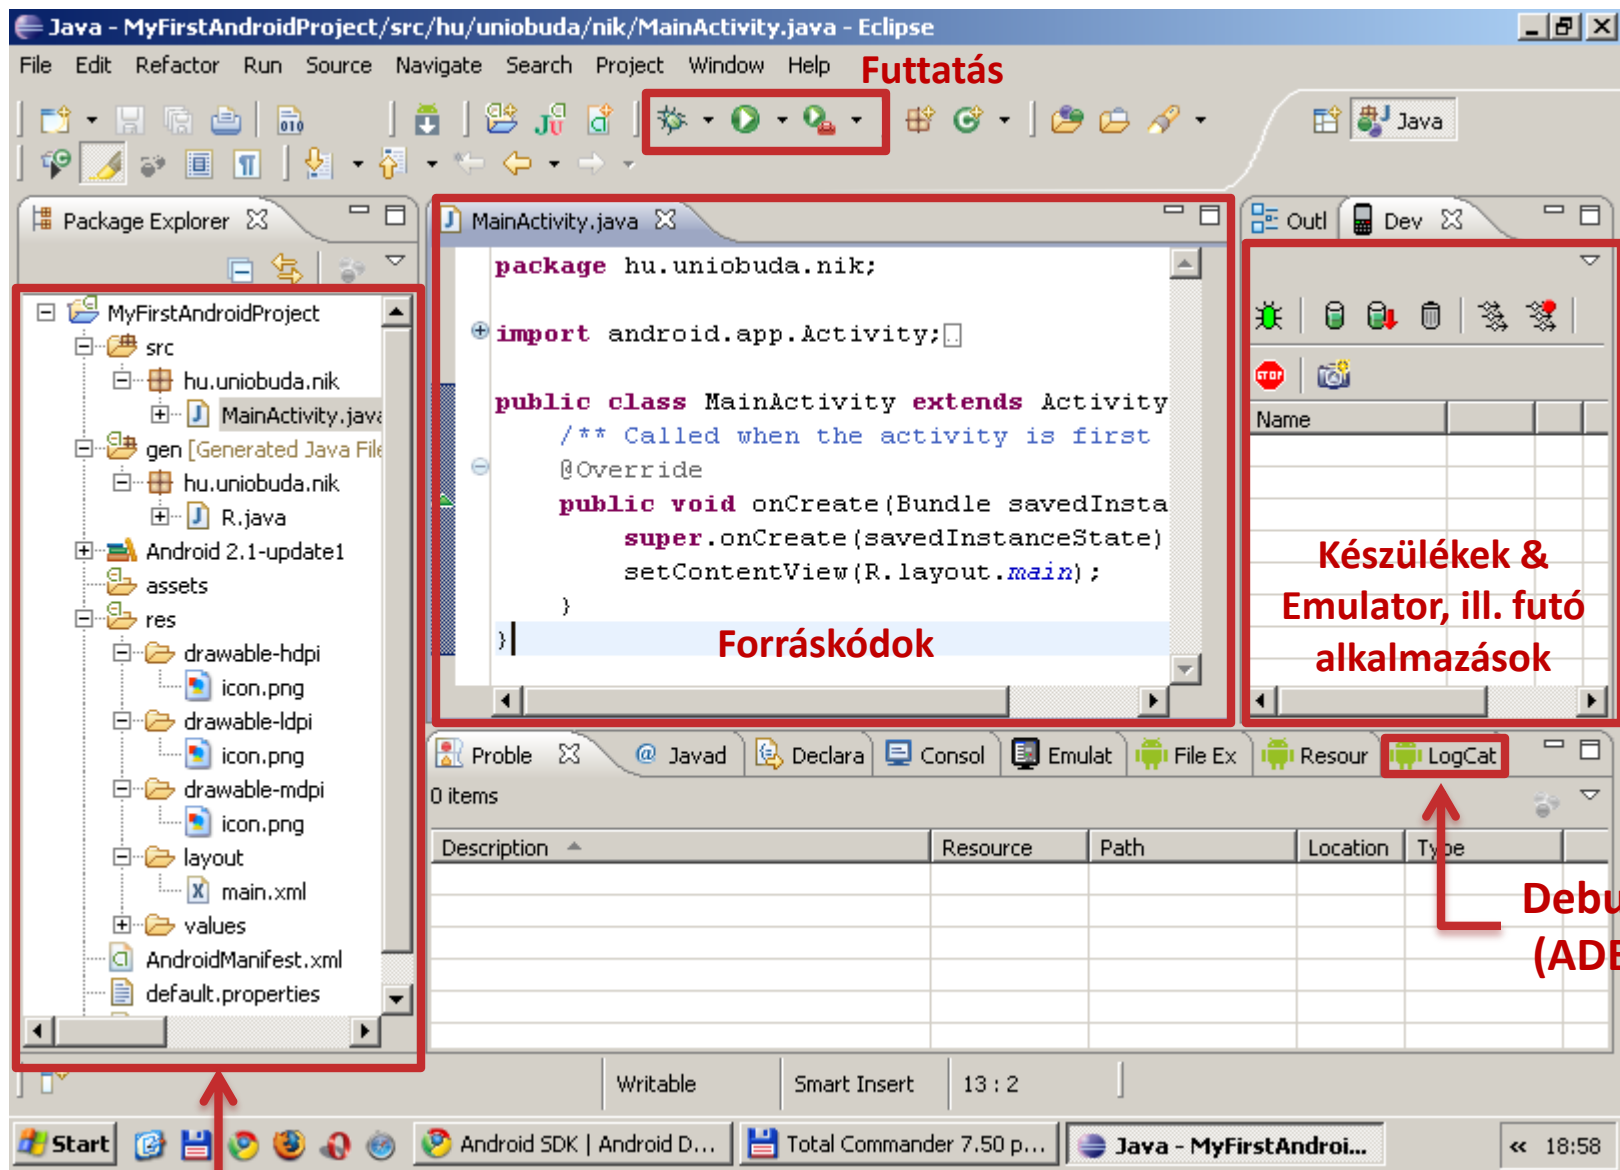 Java - MyFirstAndroidProject/src/hu/uniobuda/nik/MainActivity.java - Eclipse
File Edit Refactor Run Source Navigate Search Project Window Help
Futtatás
Java
Package Explorer
MyFirstAndroidProject
src
hu.uniobuda.nik
MainActivity.java
gen [Generated Java File
hu.uniobuda.nik
R.java
Android 2.1-update1
assets
res
drawable-hdpi
icon.png
drawable-ldpi
icon.png
drawable-mdpi
icon.png
layout
main.xml
values
AndroidManifest.xml
default.properties
MainActivity.java
package hu.uniobuda.nik;
import android.app.Activity;
public class MainActivity extends Activity
/** Called when the activity is first
@Override
public void onCreate(Bundle savedInsta
super.onCreate(savedInstanceState)
setContentView(R.layout.main);
}
}
Forráskódok
Outl Dev
STOP
Name
Készülékek &
Emulator, ill. futó
alkalmazások
Proble Javad Declara Consol Emulat File Ex Resour LogCat
0 items
Description Resource Path Location Type
Debu
(ADB
Writable Smart Insert 13 : 2
Start Android SDK | Android D... Total Commander 7.50 p... Java - MyFirstAndroi... « 18:58